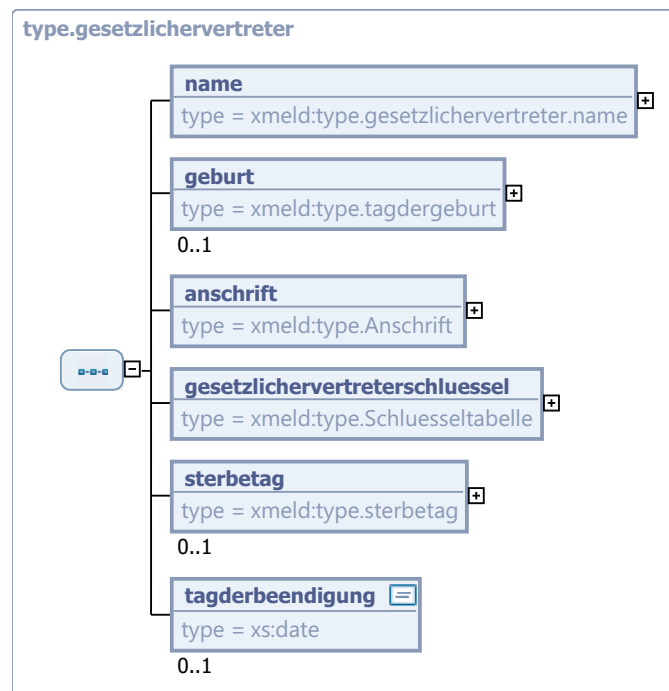 type.gesetzlichervertreter
name
type = xmeld:type.gesetzlichervertreter.name
geburt
type = xmeld:type.tagdergeburt
0..1
anschrift
type = xmeld:type.Anschrift
gesetzlichervertreterschluessel
type = xmeld:type.Schluesseltabelle
sterbetag
type = xmeld:type.sterbetag
0..1
tagderbeendigung
type = xs:date
0..1